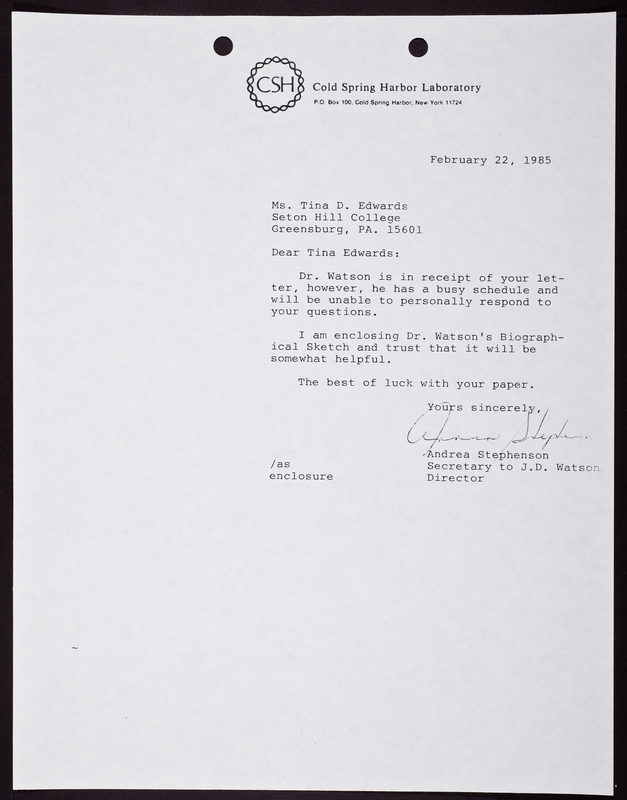 CSH
Cold Spring Harbor Laboratory
P.O. Box 100, Cold Spring Harbor, New York 11724
February 22, 1985
Ms. Tina D. Edwards
Seton Hill College
Greensburg, PA. 15601
Dear Tina Edwards:
Dr. Watson is in receipt of your let-
ter, however, he has a busy schedule and
will be unable to personally respond to
your questions.
I am enclosing Dr. Watson's Biograph-
ical Sketch and trust that it will be
somewhat helpful.
The best of luck with your paper.
Yours sincerely,
Andrea Stephenson
/as
Secretary to J.D. Watson
enclosure
Director